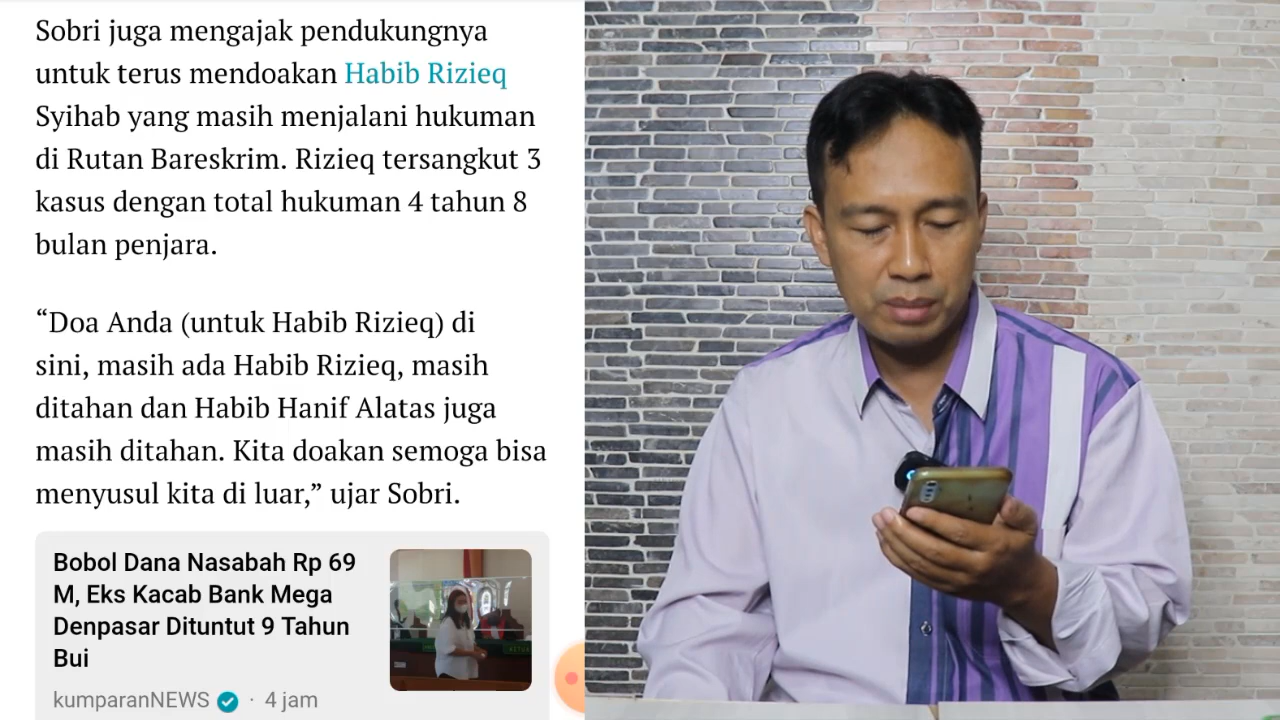 Sobri juga mengajak pendukungnya
untuk terus mendoakan Habib Rizieq
Syihab yang masih menjalani hukuman
di Rutan Bareskrim. Rizieq tersangkut 3
kasus dengan total hukuman 4 tahun 8
bulan penjara.
“Doa Anda (untuk Habib Rizieq) di
sini, masih ada Habib Rizieq, masih
ditahan dan Habib Hanif Alatas juga
masih ditahan. Kita doakan semoga bisa
menyusul kita di luar,” ujar Sobri.
Bobol Dana Nasabah Rp 69
M, Eks Kacab Bank Mega
Denpasar Dituntut 9 Tahun
Bui
kumparanNEWS · 4 jam